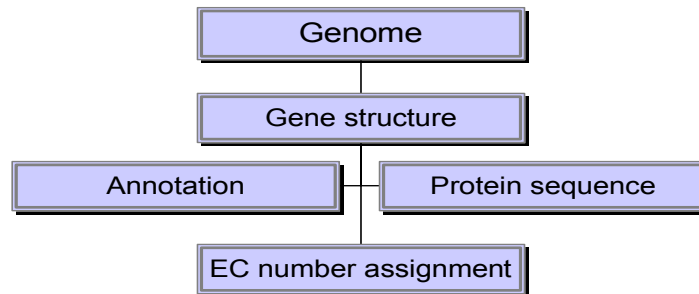 Genome
Gene structure
Annotation
Protein sequence
EC number assignment